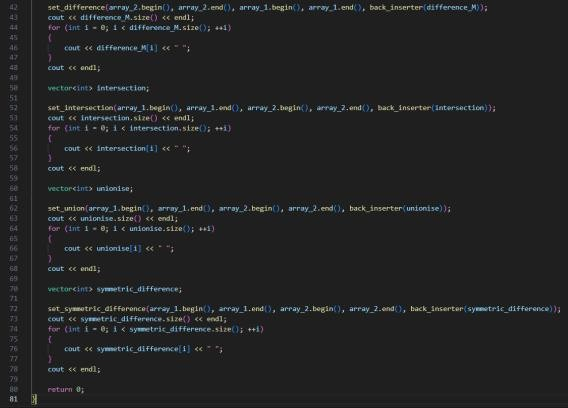 42 set_difference(array_2.begin(), array_2.end(), array_1.begin(), array_1.end(), back_inserter(difference_M));
43 cout << difference_M.size() << endl;
44 for (int i = 0; i < difference_M.size(); ++i)
45 {
46 cout << difference_M[i] << " ";
47 }
48 cout << endl;
49
50 vector<int> intersection;
51
52 set_intersection(array_1.begin(), array_1.end(), array_2.begin(), array_2.end(), back_inserter(intersection));
53 cout << intersection.size() << endl;
54 for (int i = 0; i < intersection.size(); ++i)
55 {
56 cout << intersection[i] << " ";
57 }
58 cout << endl;
59
60 vector<int> unionise;
61
62 set_union(array_1.begin(), array_1.end(), array_2.begin(), array_2.end(), back_inserter(unionise));
63 cout << unionise.size() << endl;
64 for (int i = 0; i < unionise.size(); ++i)
65 {
66 cout << unionise[i] << " ";
67 }
68 cout << endl;
69
70 vector<int> symmetric_difference;
71
72 set_symmetric_difference(array_1.begin(), array_1.end(), array_2.begin(), array_2.end(), back_inserter(symmetric_difference));
73 cout << symmetric_difference.size() << endl;
74 for (int i = 0; i < symmetric_difference.size(); ++i)
75 {
76 cout << symmetric_difference[i] << " ";
77 }
78 cout << endl;
79
80 return 0;
81 }